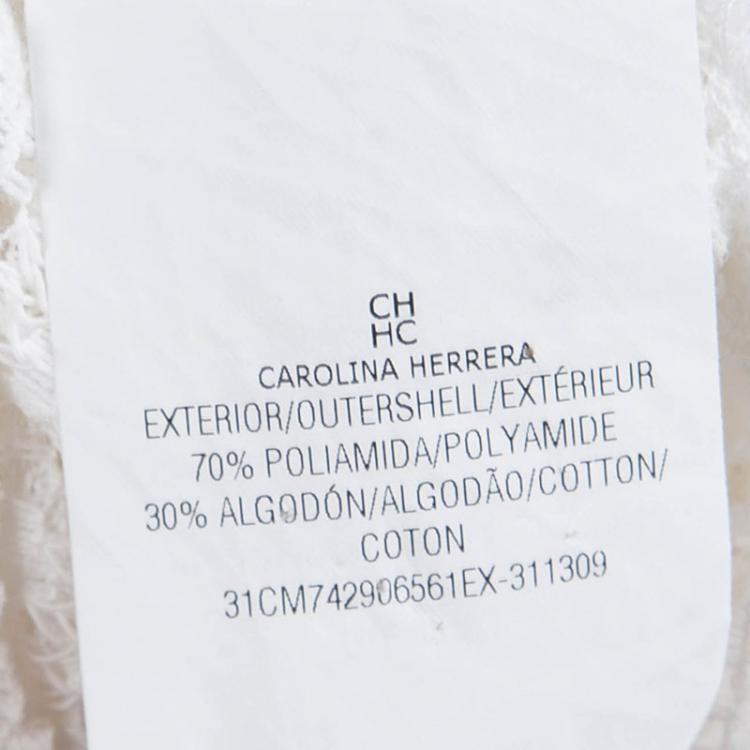 CH
HC
CAROLINA HERRERA
EXTERIOR/OUTERSHELL/EXTÉRIEUR
70% POLIAMIDA/POLYAMIDE
30% ALGODÓN/ALGODÃO/COTTON/
COTON
31CM742906561EX-311309